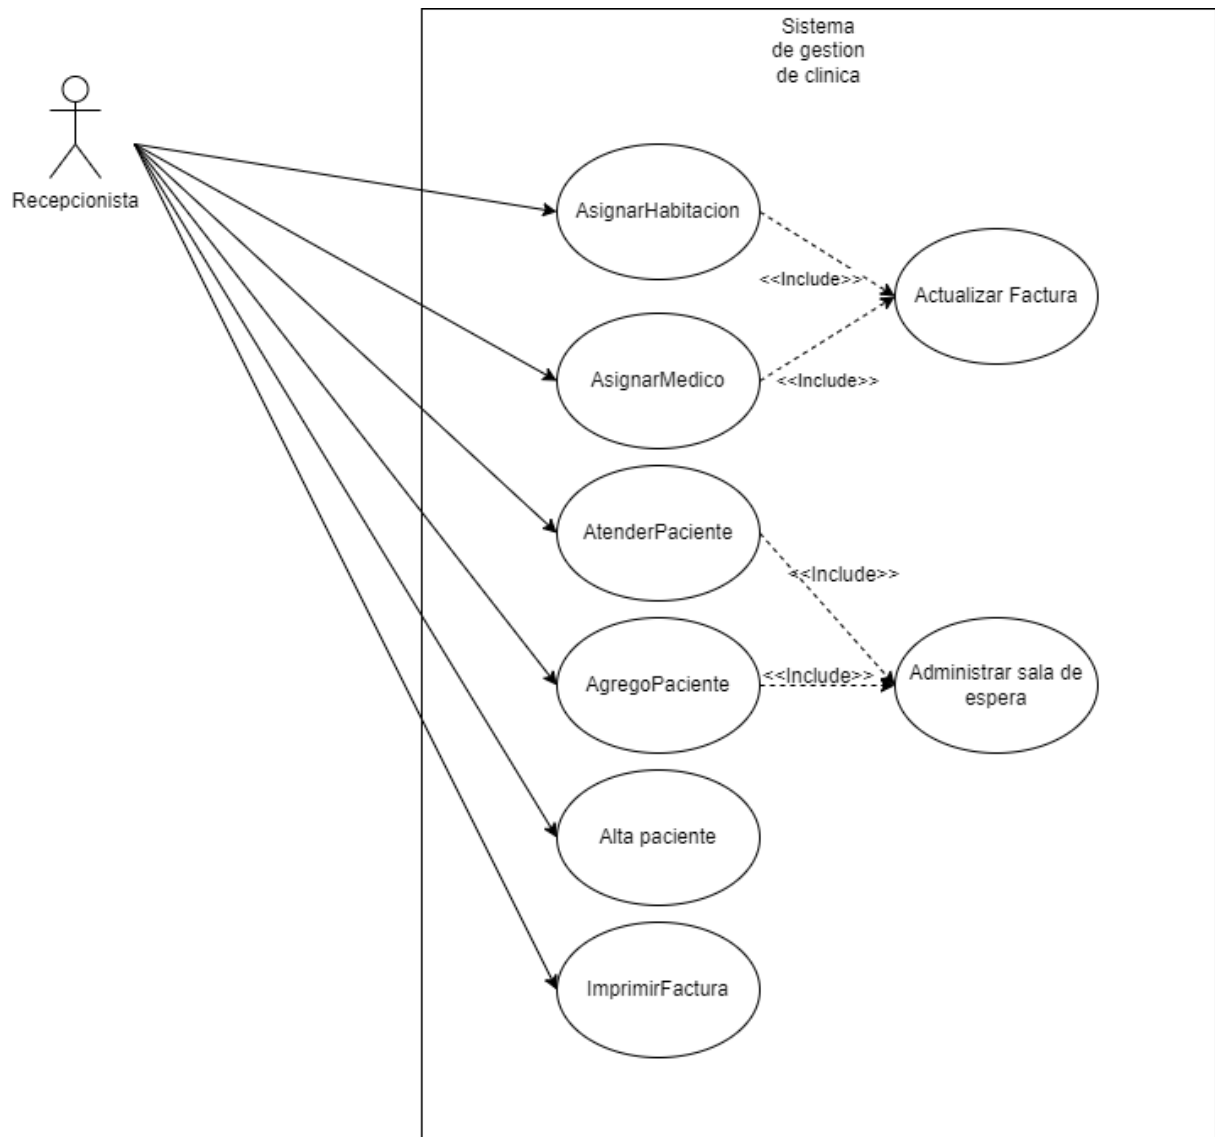 Sistema
de gestion
de clinica
Recepcionista
AsignarHabitacion
<<Include>>
Actualizar Factura
AsignarMedico
<<Include>>
AtenderPaciente
<<Include>>
AgregoPaciente
<<Include>>
Administrar sala de
espera
Alta paciente
ImprimirFactura